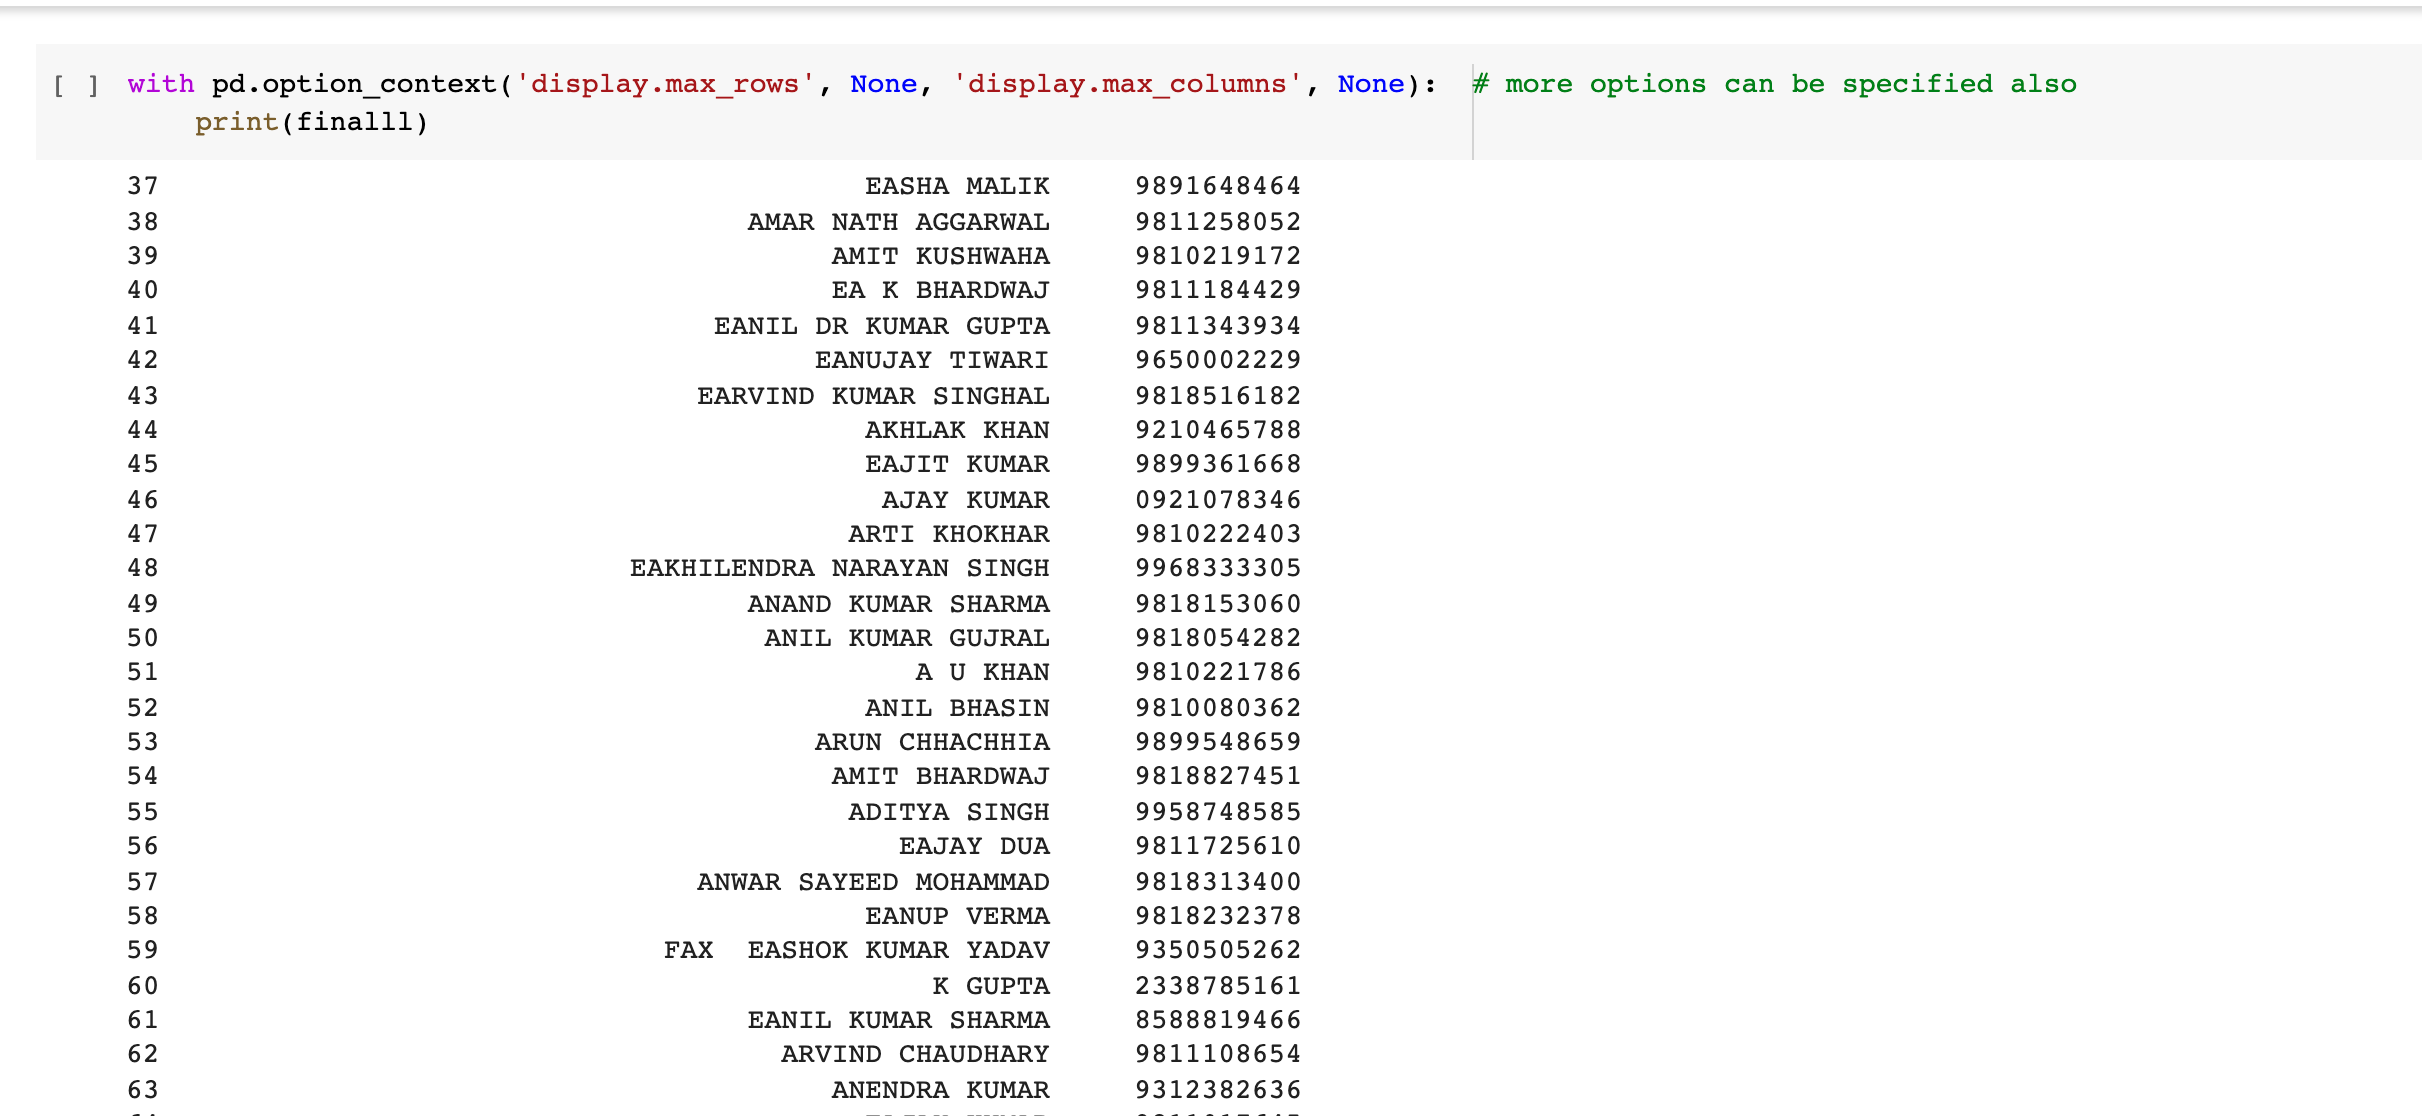 [ ] with pd.option_context('display.max_rows', None, 'display.max_columns', None):  # more options can be specified also
    print(finalll)
37 EASHA MALIK 9891648464
38 AMAR NATH AGGARWAL 9811258052
39 AMIT KUSHWAHA 9810219172
40 EA K BHARDWAJ 9811184429
41 EANIL DR KUMAR GUPTA 9811343934
42 EANUJAY TIWARI 9650002229
43 EARVIND KUMAR SINGHAL 9818516182
44 AKHLAK KHAN 9210465788
45 EAJIT KUMAR 9899361668
46 AJAY KUMAR 0921078346
47 ARTI KHOKHAR 9810222403
48 EAKHILENDRA NARAYAN SINGH 9968333305
49 ANAND KUMAR SHARMA 9818153060
50 ANIL KUMAR GUJRAL 9818054282
51 A U KHAN 9810221786
52 ANIL BHASIN 9810080362
53 ARUN CHHACHHIA 9899548659
54 AMIT BHARDWAJ 9818827451
55 ADITYA SINGH 9958748585
56 EAJAY DUA 9811725610
57 ANWAR SAYEED MOHAMMAD 9818313400
58 EANUP VERMA 9818232378
59 FAX  EASHOK KUMAR YADAV 9350505262
60 K GUPTA 2338785161
61 EANIL KUMAR SHARMA 8588819466
62 ARVIND CHAUDHARY 9811108654
63 ANENDRA KUMAR 9312382636